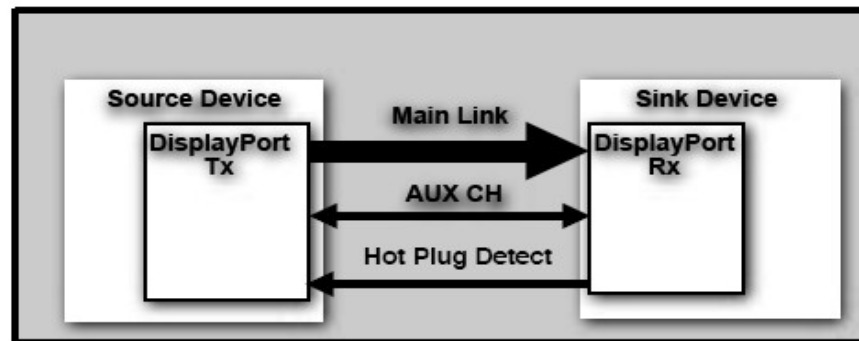 Source Device
Sink Device
DisplayPort
Tx
Main Link
DisplayPort
Rx
AUX CH
Hot Plug Detect